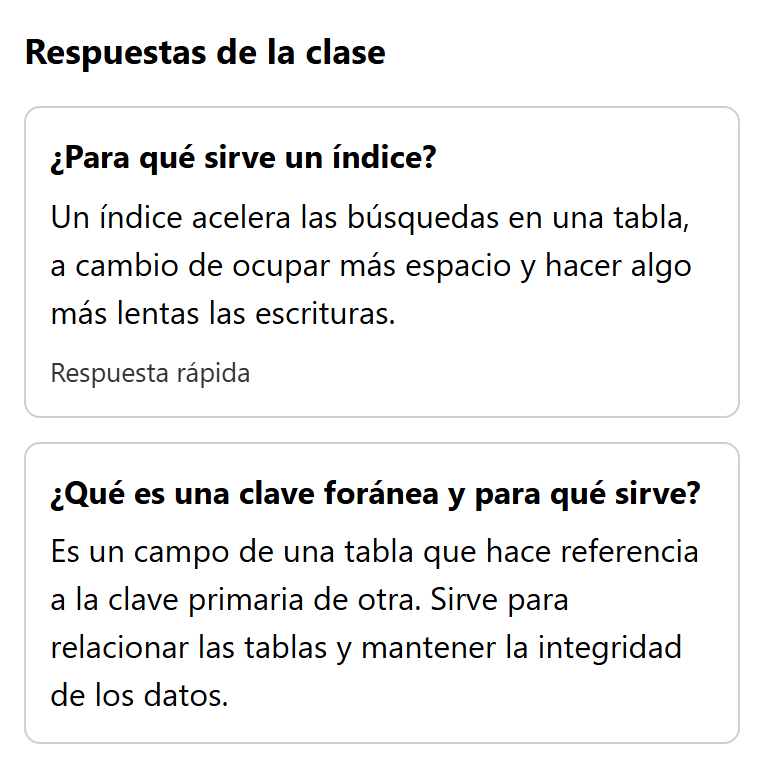 Respuestas de la clase
¿Para qué sirve un índice?
Un índice acelera las búsquedas en una tabla,
a cambio de ocupar más espacio y hacer algo
más lentas las escrituras.
Respuesta rápida
¿Qué es una clave foránea y para qué sirve?
Es un campo de una tabla que hace referencia
a la clave primaria de otra. Sirve para
relacionar las tablas y mantener la integridad
de los datos.